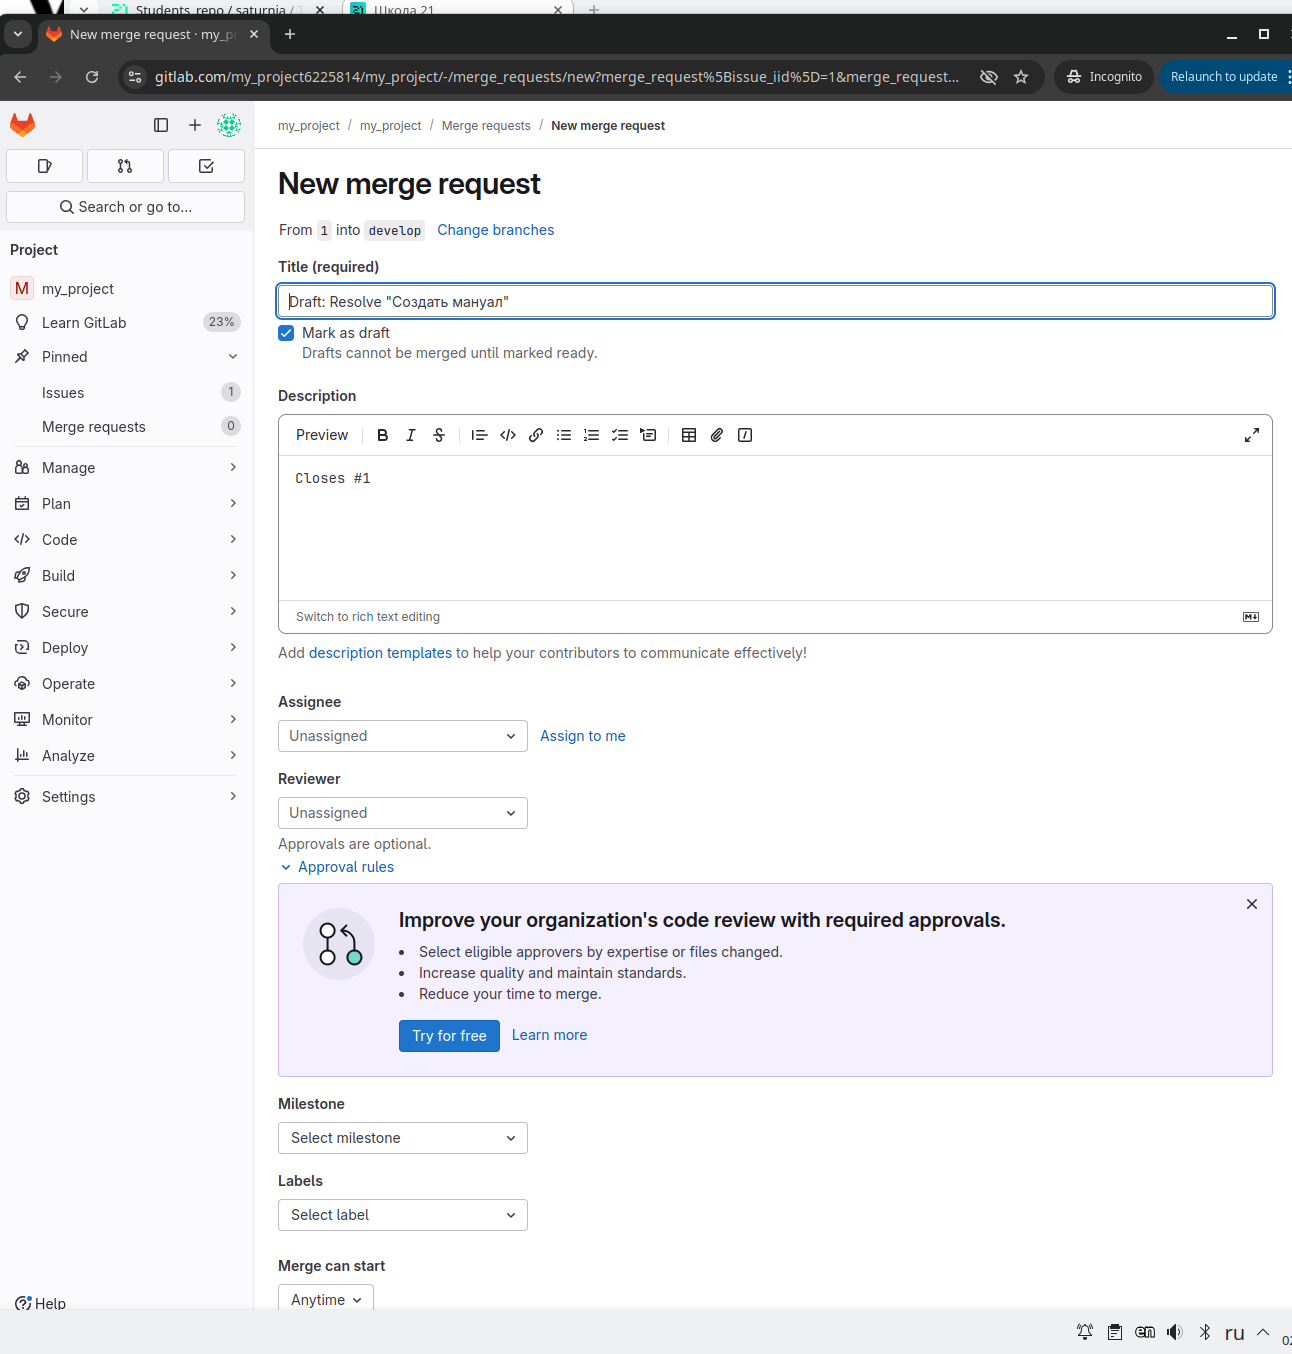 Students_repo / saturnia /
Школа 21
New merge request · my_p
gitlab.com/my_project6225814/my_project/-/merge_requests/new?merge_request%5Bissue_iid%5D=1&merge_request...
Incognito
Relaunch to update
my_project / my_project / Merge requests / New merge request
Search or go to...
Project
M my_project
Learn GitLab 23%
Pinned
Issues 1
Merge requests 0
Manage
Plan
Code
Build
Secure
Deploy
Operate
Monitor
Analyze
Settings
Help
New merge request
From 1 into develop Change branches
Title (required)
Draft: Resolve "Создать мануал"
Mark as draft
Drafts cannot be merged until marked ready.
Description
Preview
Closes #1
Switch to rich text editing
Add description templates to help your contributors to communicate effectively!
Assignee
Unassigned
Assign to me
Reviewer
Unassigned
Approvals are optional.
Approval rules
Improve your organization's code review with required approvals.
• Select eligible approvers by expertise or files changed.
• Increase quality and maintain standards.
• Reduce your time to merge.
Try for free
Learn more
Milestone
Select milestone
Labels
Select label
Merge can start
Anytime
en
ru
02